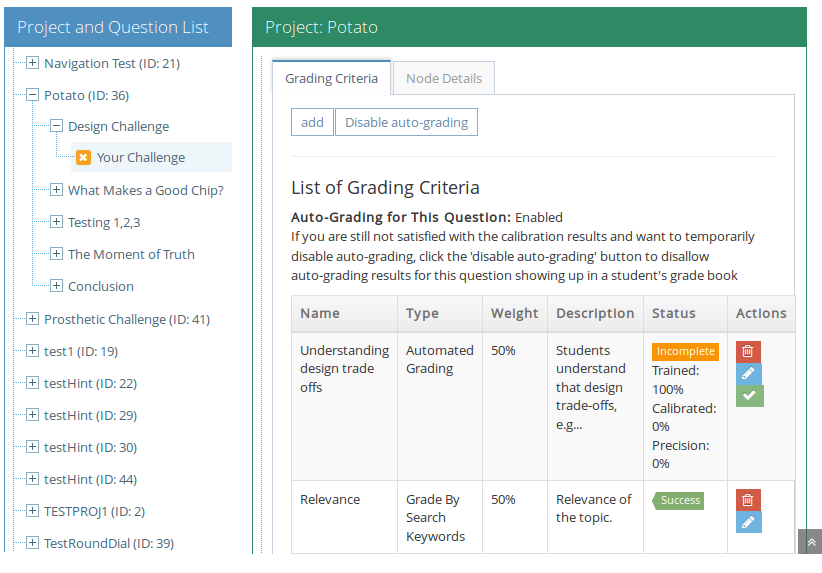 Project and Question List
Navigation Test (ID: 21)
Potato (ID: 36)
Design Challenge
Your Challenge
What Makes a Good Chip?
Testing 1,2,3
The Moment of Truth
Conclusion
Prosthetic Challenge (ID: 41)
test1 (ID: 19)
testHint (ID: 22)
testHint (ID: 29)
testHint (ID: 30)
testHint (ID: 44)
TESTPROJ1 (ID: 2)
TestRoundDial (ID: 39)
Project: Potato
Grading Criteria
Node Details
add
Disable auto-grading
List of Grading Criteria
Auto-Grading for This Question: Enabled
If you are still not satisfied with the calibration results and want to temporarily
disable auto-grading, click the 'disable auto-grading' button to disallow
auto-grading results for this question showing up in a student's grade book
Name Type Weight Description Status Actions
Understanding
design trade
offs
Automated
Grading
50%
Students
understand
that design
trade-offs,
e.g...
Incomplete
Trained:
100%
Calibrated:
0%
Precision:
0%
Relevance
Grade By
Search
Keywords
50%
Relevance of
the topic.
Success